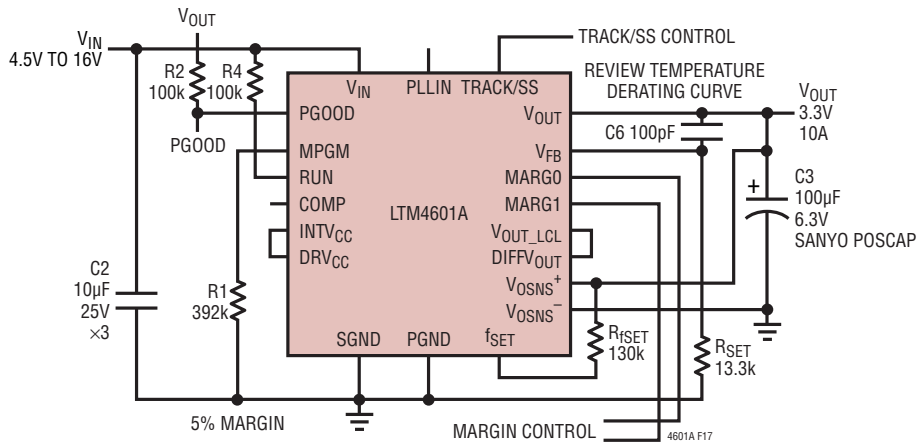 VOUT
VIN
4.5V TO 16V
R2
100k
R4
100k
PGOOD
TRACK/SS CONTROL
REVIEW TEMPERATURE
DERATING CURVE
VIN
PLLIN
TRACK/SS
PGOOD
MPGM
RUN
COMP
INTVCC
DRVCC
LTM4601A
VOUT
VFB
MARG0
MARG1
VOUT_LCL
DIFFVOUT
VOSNS+
VOSNS–
SGND
PGND
fSET
C6 100pF
VOUT
3.3V
10A
+
C3
100µF
6.3V
SANYO POSCAP
C2
10µF
25V
×3
R1
392k
RfSET
130k
RSET
13.3k
5% MARGIN
MARGIN CONTROL
4601A F17